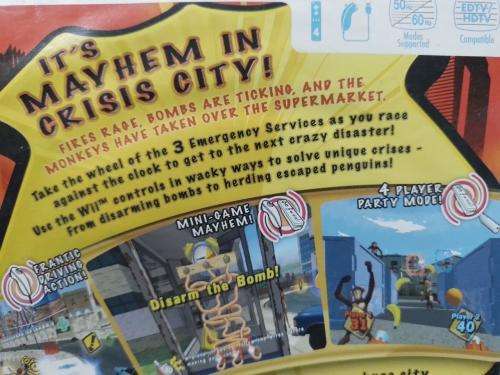 4
50Hz
60Hz
Modes
Supported
EDTV/
HDTV
Compatible
IT'S
MAYHEM IN
CRISIS CITY!
FIRES RAGE, BOMBS ARE TICKING, AND THE
MONKEYS HAVE TAKEN OVER THE SUPERMARKET.
Take the wheel of the 3 Emergency Services as you race
against the clock to get to the next crazy disaster!
Use the Wii™ controls in wacky ways to solve unique crises -
From disarming bombs to herding escaped penguins!
FRANTIC
DRIVING
ACTION!
MINI-GAME
MAYHEM!
Disarm the Bomb!
4 PLAYER
PARTY MODE!
Player 2
40